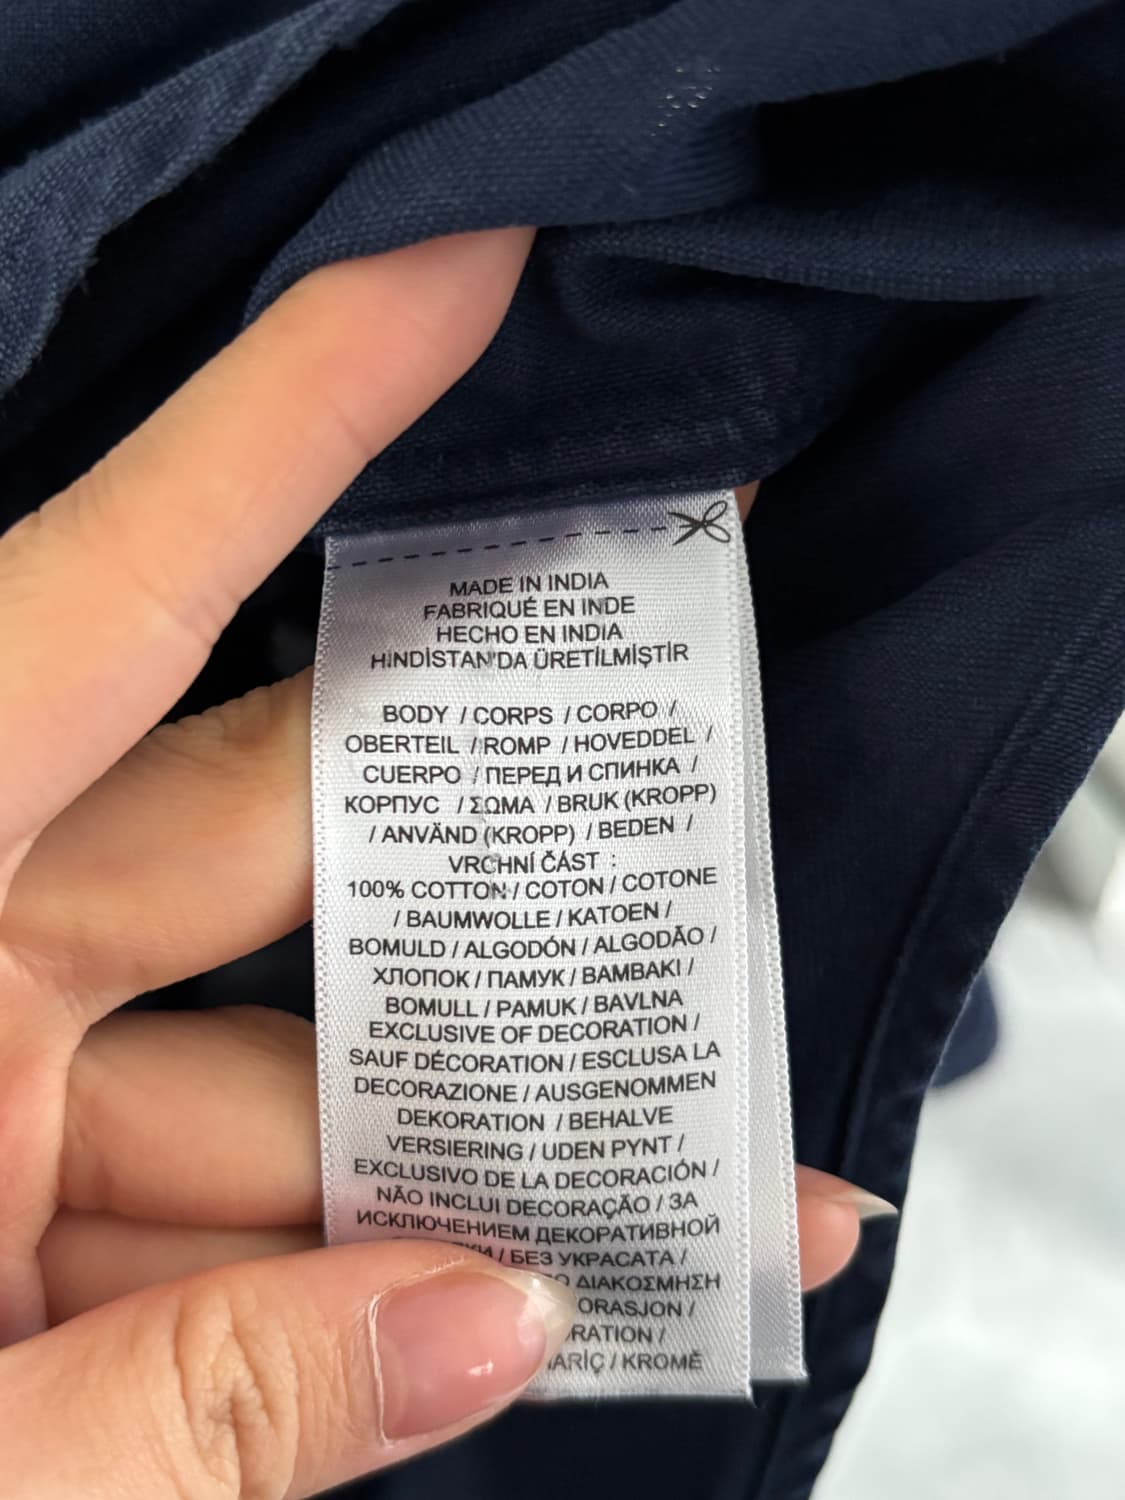 MADE IN INDIA
FABRIQUÉ EN INDE
HECHO EN INDIA
HİNDİSTAN'DA ÜRETİLMİŞTİR
BODY / CORPS / CORPO /
OBERTEIL / ROMP / HOVEDDEL /
CUERPO / ПЕРЕД И СПИНКА /
КОРПУС / ΣΩΜΑ / BRUK (KROPP)
/ ANVÄND (KROPP) / BEDEN /
VRCHNÍ ČÁST :
100% COTTON / COTON / COTONE
/ BAUMWOLLE / KATOEN /
BOMULD / ALGODÓN / ALGODÃO /
ХЛОПОК / ПАМУК / BAMBAKI /
BOMULL / PAMUK / BAVLNA
EXCLUSIVE OF DECORATION /
SAUF DÉCORATION / ESCLUSA LA
DECORAZIONE / AUSGENOMMEN
DEKORATION / BEHALVE
VERSIERING / UDEN PYNT /
EXCLUSIVO DE LA DECORACIÓN /
NÃO INCLUI DECORAÇÃO / ЗА
ИСКЛЮЧЕНИЕМ ДЕКОРАТИВНОЙ
/ БЕЗ УКРАСАТА /
ΔΙΑΚΟΣΜΗΣΗ
/
/
/ KROMĚ